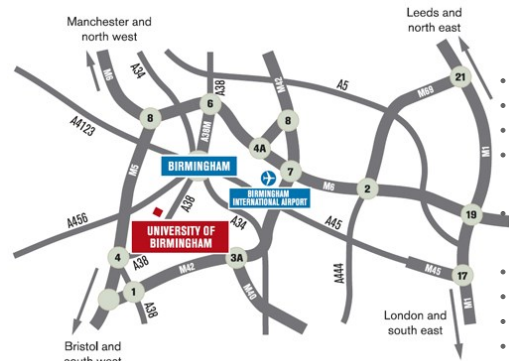 Manchester and
north west
Leeds and
north east
M6
A34
A38
M42
A5
M69
21
8
6
8
A4123
A38M
4A
M1
M5
BIRMINGHAM
7
BIRMINGHAM
INTERNATIONAL AIRPORT
M6
2
A38
A456
A34
A45
19
UNIVERSITY OF
BIRMINGHAM
4
A38
M42
3A
A444
M45
17
1
A38
M40
M1
London and
south east
Bristol and
south west